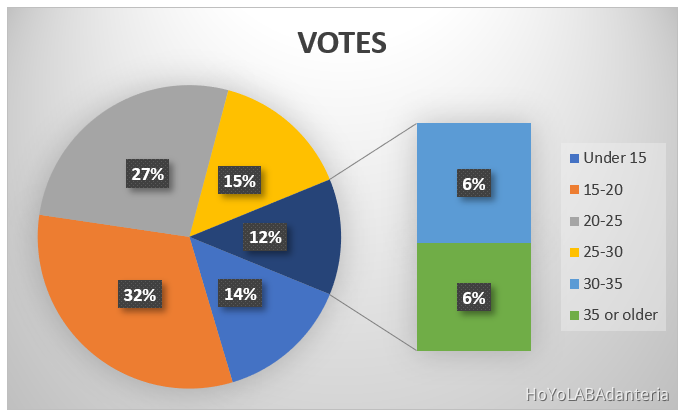 VOTES
27%
15%
12%
14%
32%
6%
6%
Under 15
15-20
20-25
25-30
30-35
35 or older
HoYoLABAdanteria